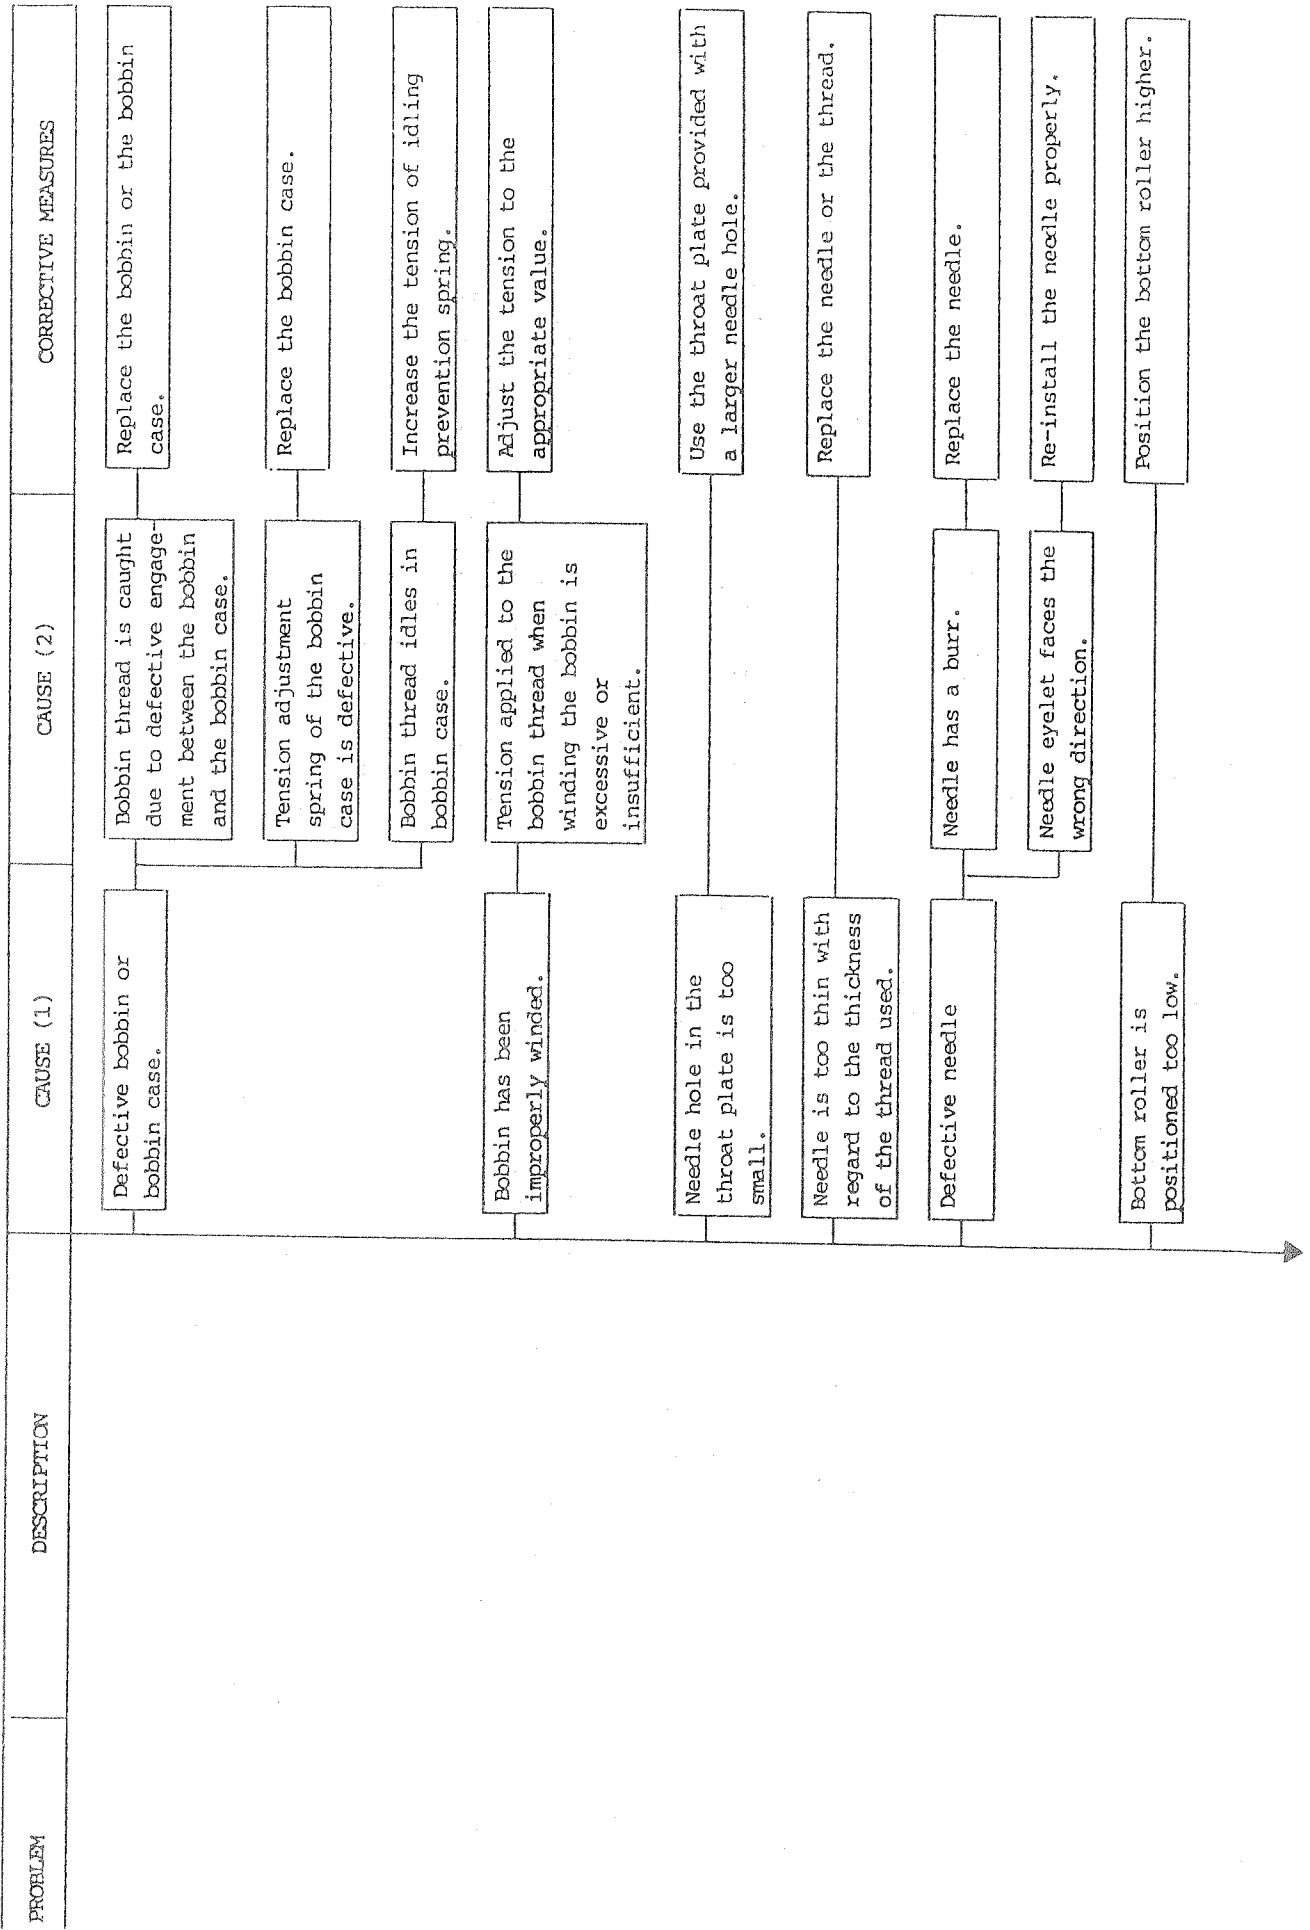 PROBLEM
DESCRIPTION
CAUSE (1)
CAUSE (2)
CORRECTIVE MEASURES
Defective bobbin or
bobbin case.
Bobbin thread is caught
due to defective engage-
ment between the bobbin
and the bobbin case.
Replace the bobbin or the bobbin
case.
Tension adjustment
spring of the bobbin
case is defective.
Replace the bobbin case.
Bobbin thread idles in
bobbin case.
Increase the tension of idling
prevention spring.
Bobbin has been
improperly winded.
Tension applied to the
bobbin thread when
winding the bobbin is
excessive or
insufficient.
Adjust the tension to the
appropriate value.
Needle hole in the
throat plate is too
small.
Use the throat plate provided with
a larger needle hole.
Needle is too thin with
regard to the thickness
of the thread used.
Replace the needle or the thread.
Defective needle
Needle has a burr.
Replace the needle.
Needle eyelet faces the
wrong direction.
Re-install the needle properly.
Bottom roller is
positioned too low.
Position the bottom roller higher.